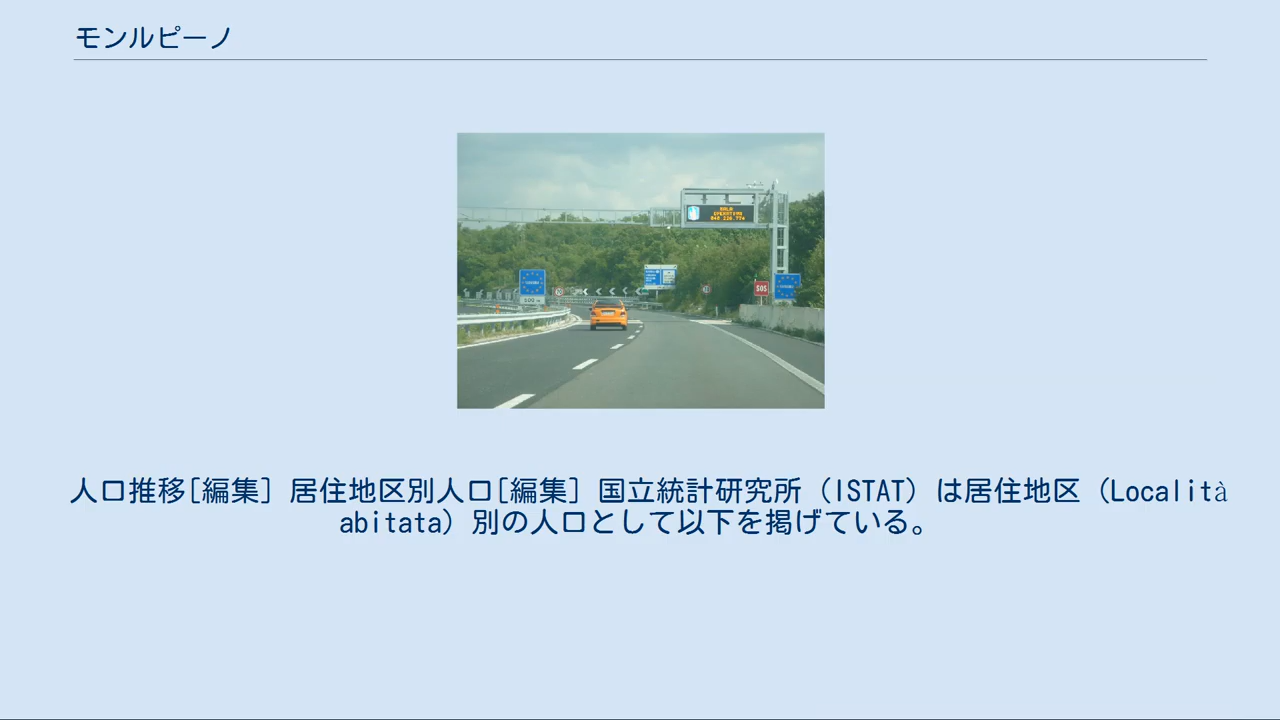 モンルピーノ
SOS
人口推移[編集] 居住地区別人口[編集] 国立統計研究所（ISTAT）は居住地区（Località
abitata）別の人口として以下を掲げている。